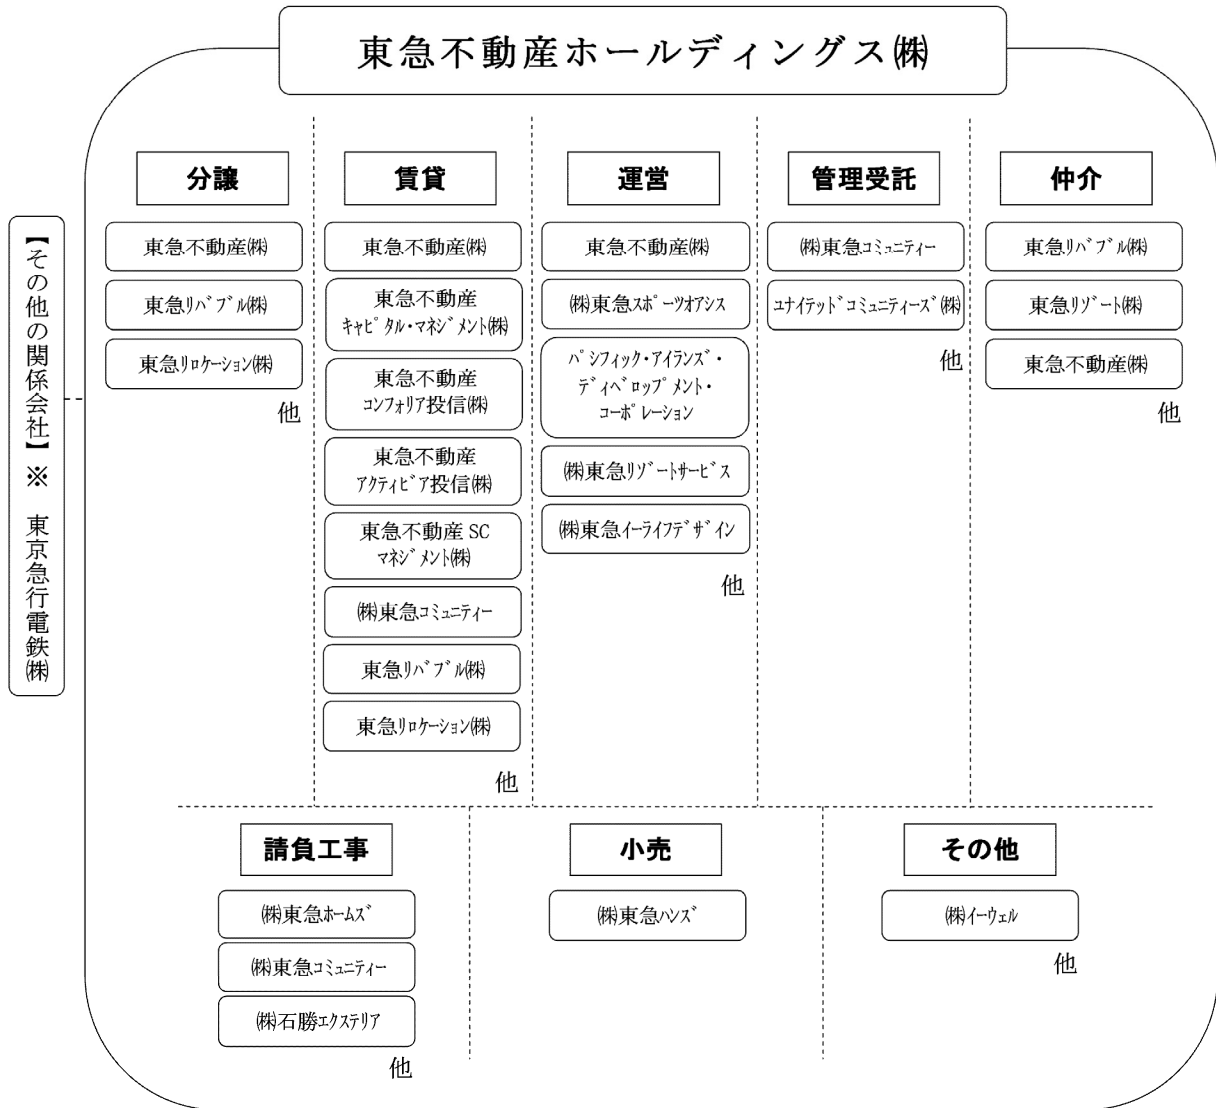 東急不動産ホールディングス㈱
【その他の関係会社】※ 東京急行電鉄㈱
分譲
東急不動産㈱
東急ﾘﾊﾞﾌﾞﾙ㈱
東急ﾘﾛｹｰｼｮﾝ㈱
他
賃貸
東急不動産㈱
東急不動産
ｷｬﾋﾟﾀﾙ･ﾏﾈｼﾞﾒﾝﾄ㈱
東急不動産
ｺﾝﾌｫﾘｱ投信㈱
東急不動産
ｱｸﾃｨﾋﾞｱ投信㈱
東急不動産 SC
ﾏﾈｼﾞﾒﾝﾄ㈱
㈱東急ｺﾐｭﾆﾃｨｰ
東急ﾘﾊﾞﾌﾞﾙ㈱
東急ﾘﾛｹｰｼｮﾝ㈱
他
運営
東急不動産㈱
㈱東急ｽﾎﾟｰﾂｵｱｼｽ
ﾊﾟｼﾌｨｯｸ･ｱｲﾗﾝｽﾞ･
ﾃﾞｨﾍﾞﾛｯﾌﾟﾒﾝﾄ･
ｺｰﾎﾟﾚｰｼｮﾝ
㈱東急ﾘｿﾞｰﾄｻｰﾋﾞｽ
㈱東急ｲｰﾗｲﾌﾃﾞｻﾞｲﾝ
他
管理受託
㈱東急ｺﾐｭﾆﾃｨｰ
ﾕﾅｲﾃｯﾄﾞｺﾐｭﾆﾃｨｰｽﾞ㈱
他
仲介
東急ﾘﾊﾞﾌﾞﾙ㈱
東急ﾘｿﾞｰﾄ㈱
東急不動産㈱
他
請負工事
㈱東急ﾎｰﾑｽﾞ
㈱東急ｺﾐｭﾆﾃｨｰ
㈱石勝ｴｸｽﾃﾘｱ
他
小売
㈱東急ﾊﾝｽﾞ
その他
㈱ｲｰｳｪﾙ
他